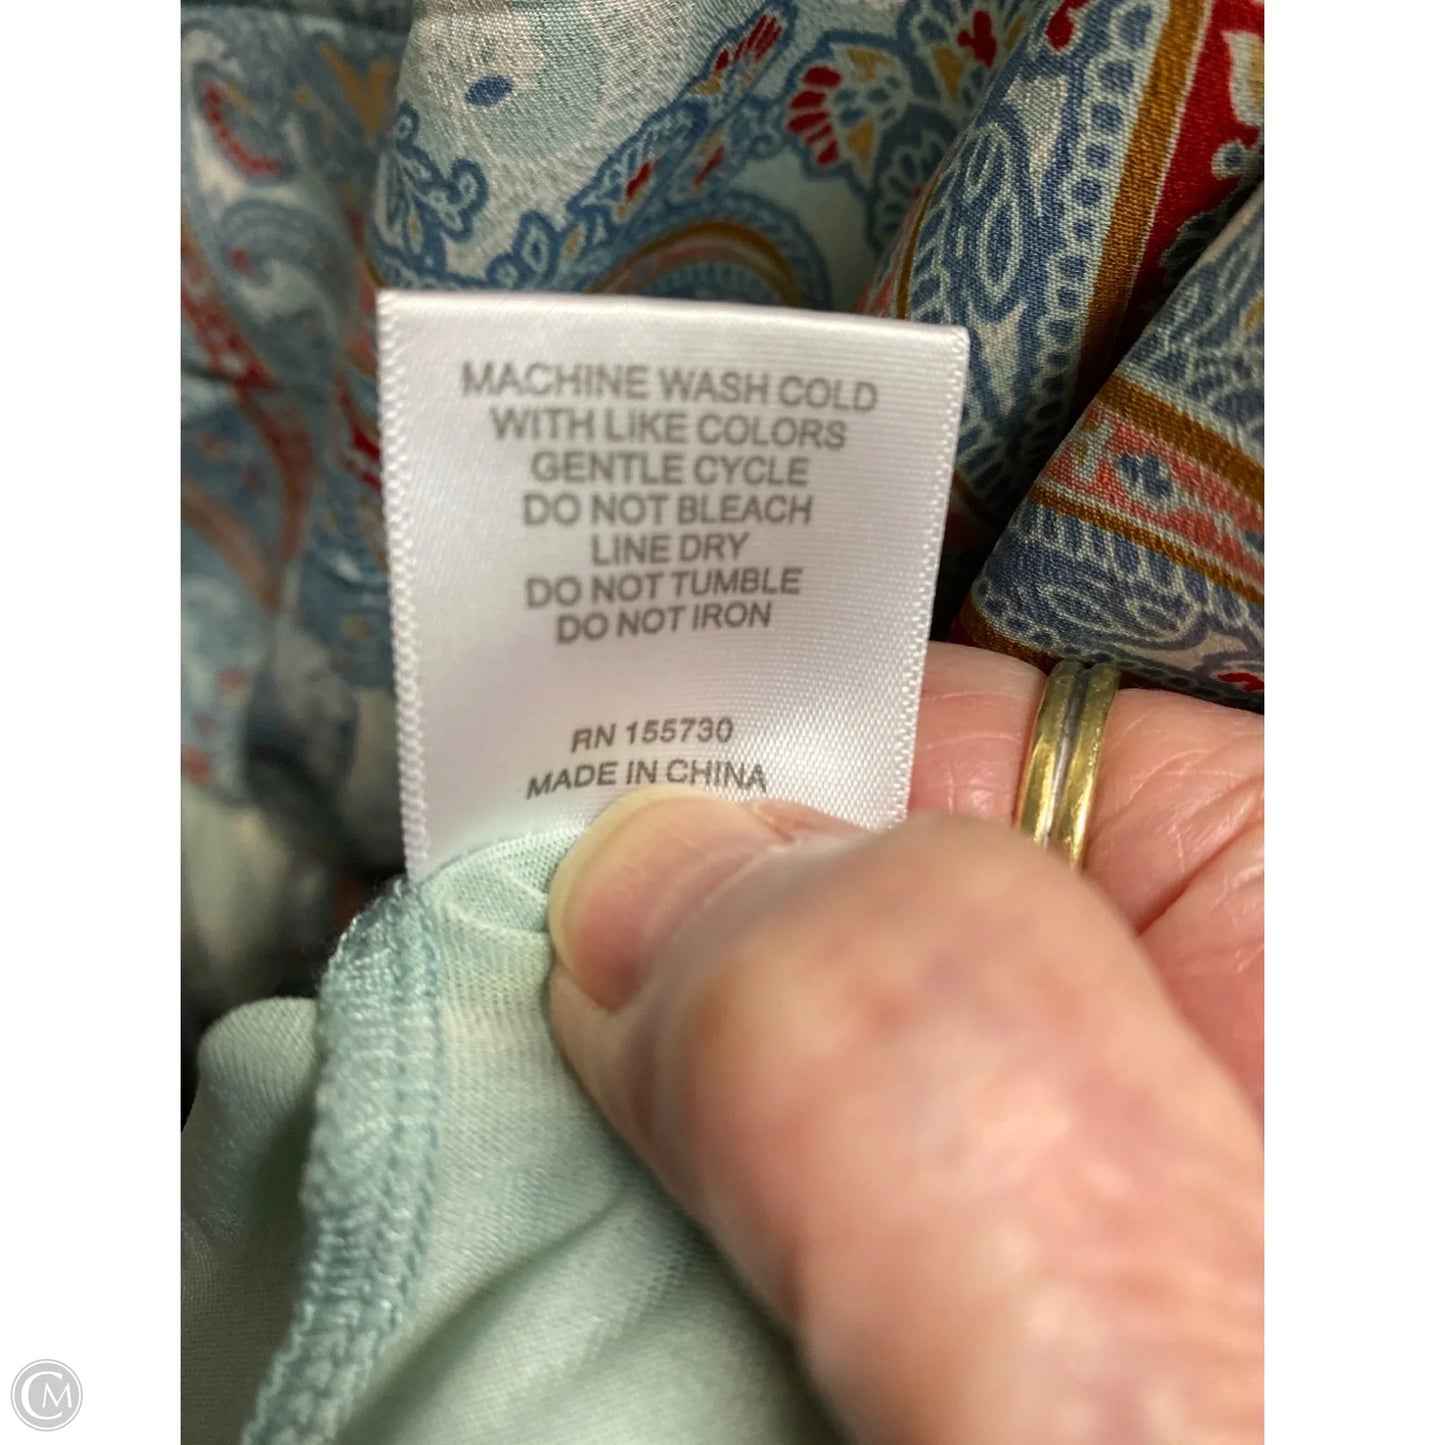 MACHINE WASH COLD
WITH LIKE COLORS
GENTLE CYCLE
DO NOT BLEACH
LINE DRY
DO NOT TUMBLE
DO NOT IRON
RN 155730
MADE IN CHINA
CM